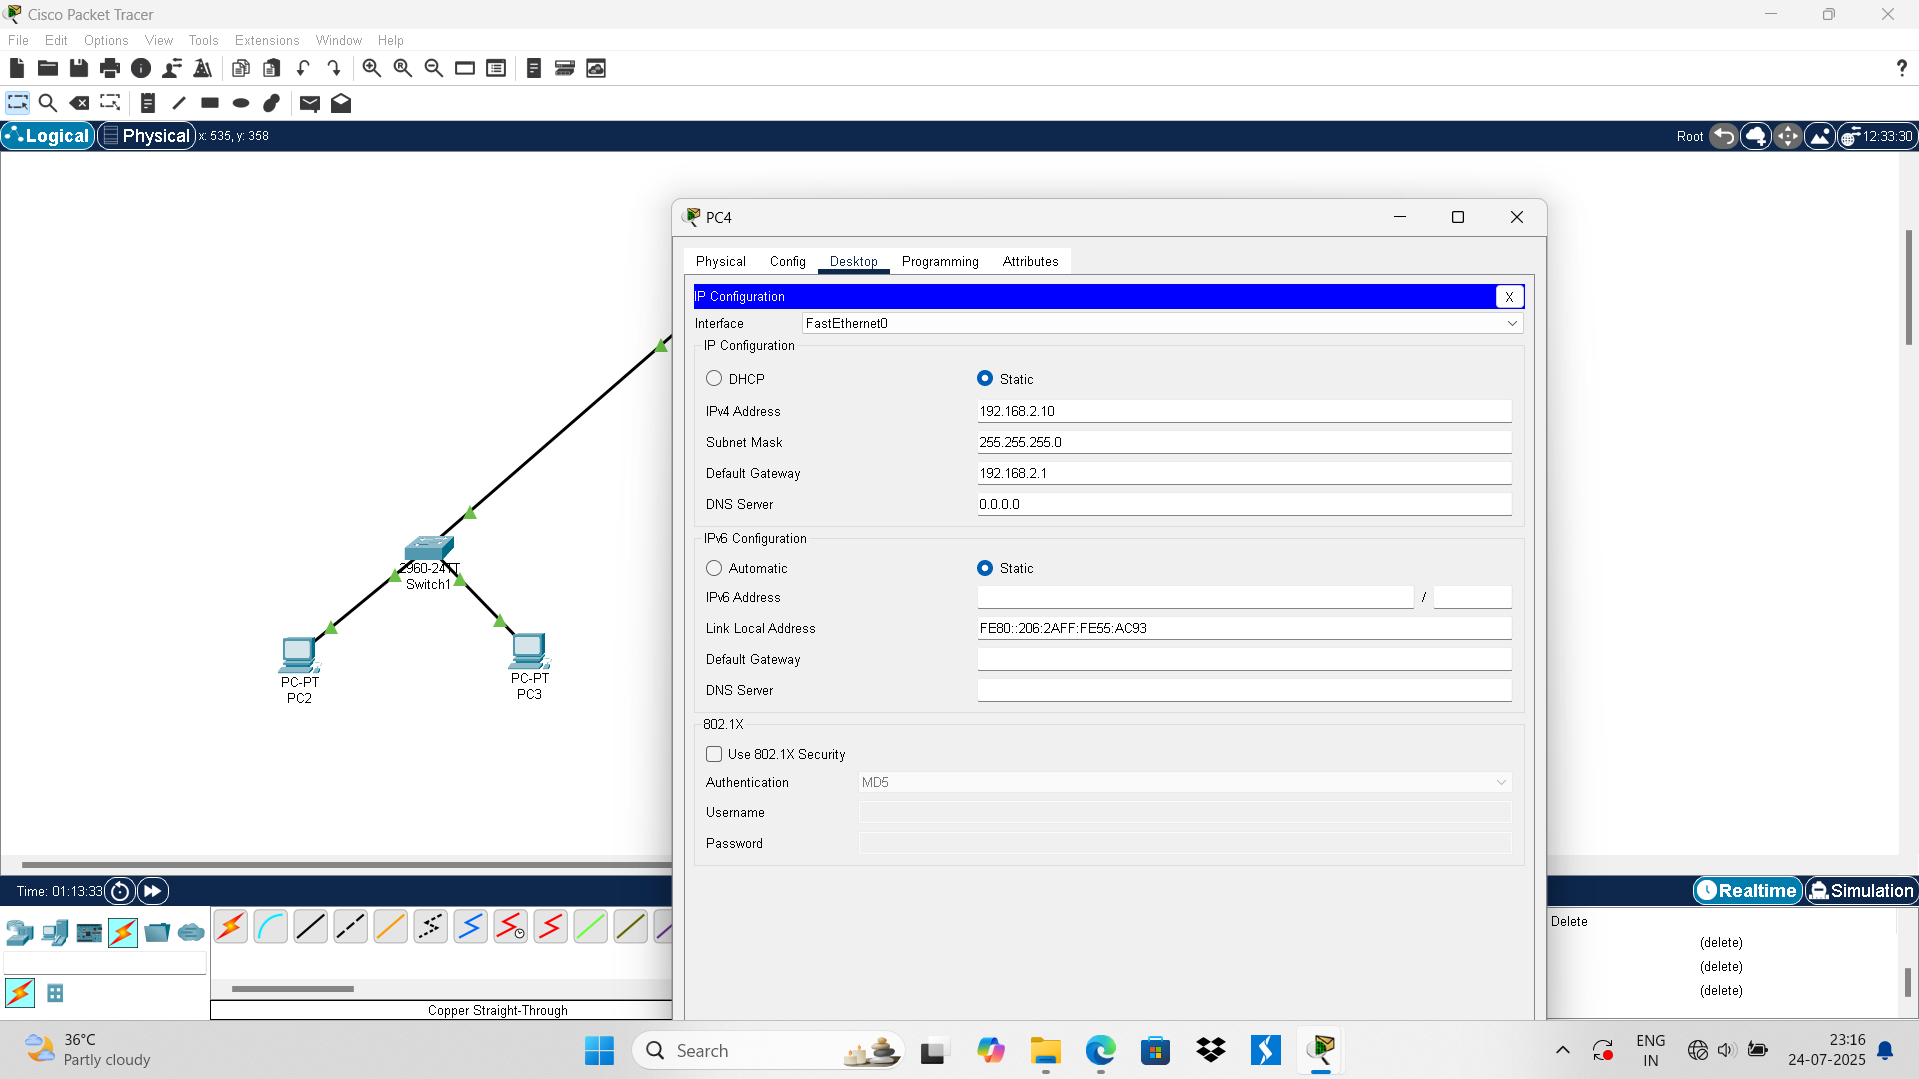 Cisco Packet Tracer
File Edit Options View Tools Extensions Window Help
?
Logical Physical x: 535, y: 358 Root 12:33:30
PC4
Physical Config Desktop Programming Attributes
IP Configuration X
Interface FastEthernet0
IP Configuration
DHCP Static
IPv4 Address 192.168.2.10
Subnet Mask 255.255.255.0
Default Gateway 192.168.2.1
DNS Server 0.0.0.0
IPv6 Configuration
Automatic Static
IPv6 Address /
Link Local Address FE80::206:2AFF:FE55:AC93
Default Gateway
DNS Server
802.1X
Use 802.1X Security
Authentication MD5
Username
Password
2960-24TT
Switch1
PC-PT
PC2
PC-PT
PC3
Time: 01:13:33 Realtime Simulation
Delete
(delete)
(delete)
(delete)
Copper Straight-Through
36°C
Partly cloudy
Search
ENG
IN
23:16
24-07-2025